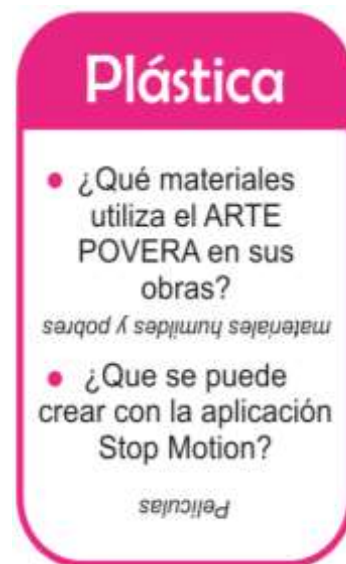 Plástica
• ¿Qué materiales
utiliza el ARTE
POVERA en sus
obras?
materiales humildes y pobres
• ¿Que se puede
crear con la aplicación
Stop Motion?
Películas